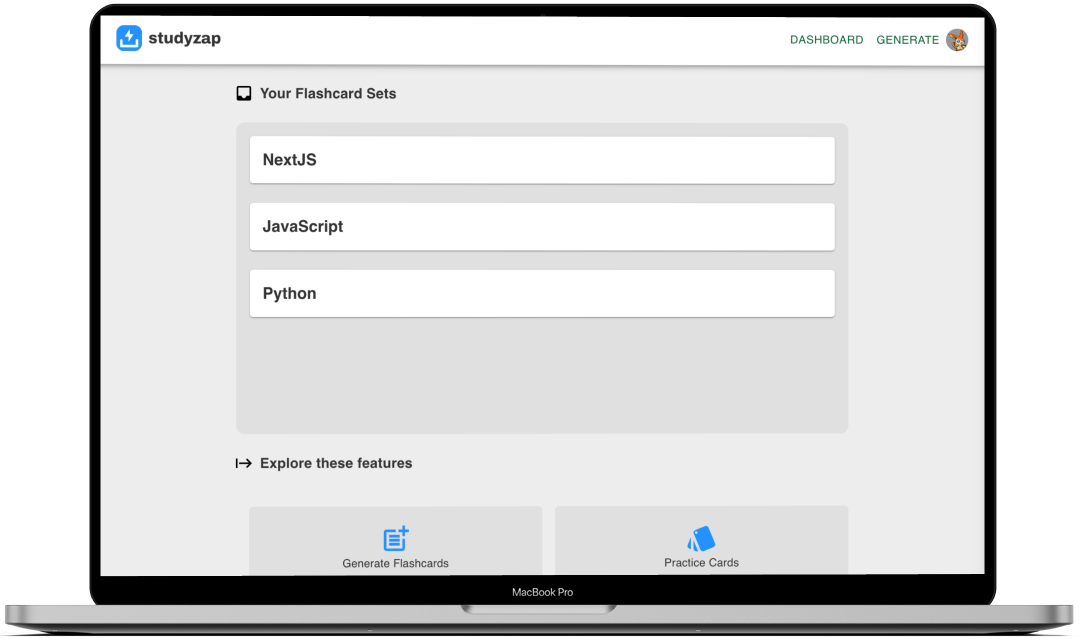 studyzap
DASHBOARD GENERATE
Your Flashcard Sets
NextJS
JavaScript
Python
Explore these features
Generate Flashcards
Practice Cards
MacBook Pro